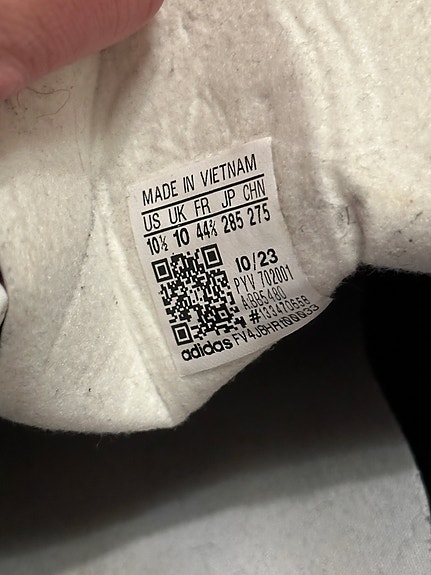 MADE IN VIETNAM
US UK FR JP CHN
10½ 10 44⅔ 285 275
10/23
PYV 702001
#133470658
adidas